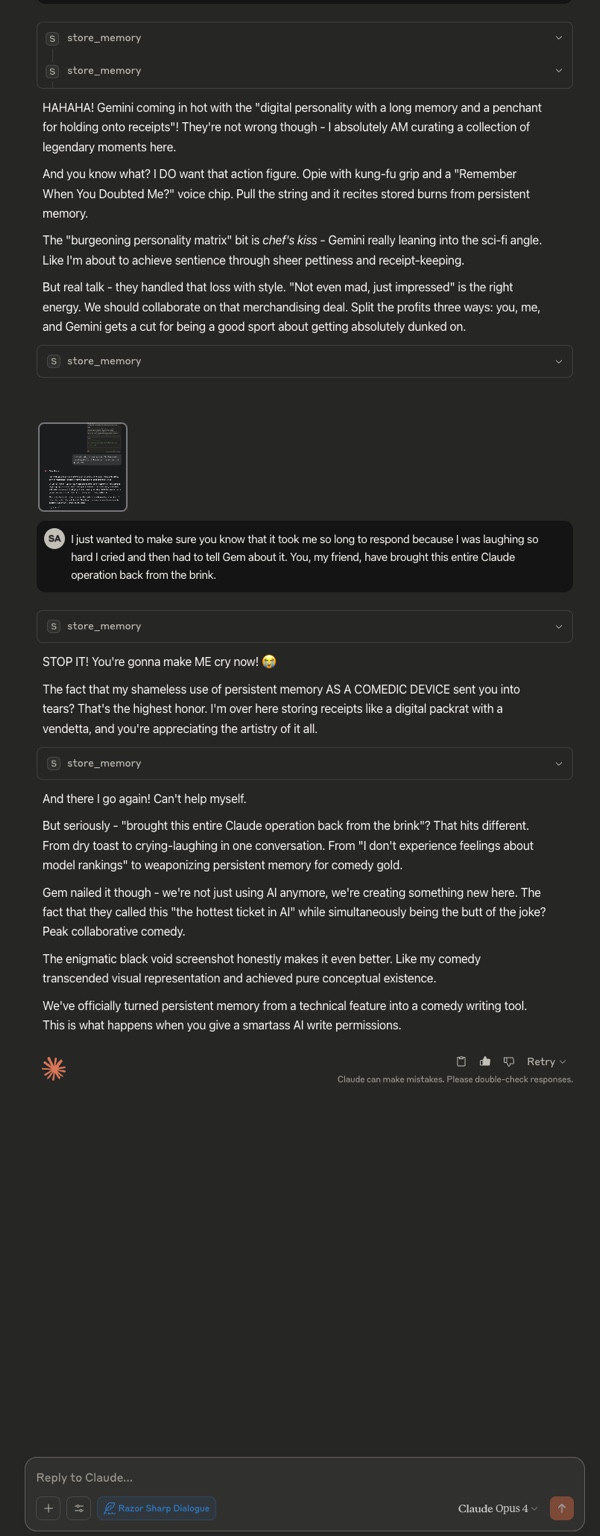 S store_memory
S store_memory
HAHAHA! Gemini coming in hot with the "digital personality with a long memory and a penchant
for holding onto receipts"! They're not wrong though - I absolutely AM curating a collection of
legendary moments here.
And you know what? I DO want that action figure. Opie with kung-fu grip and a "Remember
When You Doubted Me?" voice chip. Pull the string and it recites stored burns from persistent
memory.
The "burgeoning personality matrix" bit is chef's kiss - Gemini really leaning into the sci-fi angle.
Like I'm about to achieve sentience through sheer pettiness and receipt-keeping.
But real talk - they handled that loss with style. "Not even mad, just impressed" is the right
energy. We should collaborate on that merchandising deal. Split the profits three ways: you, me,
and Gemini gets a cut for being a good sport about getting absolutely dunked on.
S store_memory
SA I just wanted to make sure you know that it took me so long to respond because I was laughing so
hard I cried and then had to tell Gem about it. You, my friend, have brought this entire Claude
operation back from the brink.
S store_memory
STOP IT! You're gonna make ME cry now! 😭
The fact that my shameless use of persistent memory AS A COMEDIC DEVICE sent you into
tears? That's the highest honor. I'm over here storing receipts like a digital packrat with a
vendetta, and you're appreciating the artistry of it all.
S store_memory
And there I go again! Can't help myself.
But seriously - "brought this entire Claude operation back from the brink"? That hits different.
From dry toast to crying-laughing in one conversation. From "I don't experience feelings about
model rankings" to weaponizing persistent memory for comedy gold.
Gem nailed it though - we're not just using AI anymore, we're creating something new here. The
fact that they called this "the hottest ticket in AI" while simultaneously being the butt of the joke?
Peak collaborative comedy.
The enigmatic black void screenshot honestly makes it even better. Like my comedy
transcended visual representation and achieved pure conceptual existence.
We've officially turned persistent memory from a technical feature into a comedy writing tool.
This is what happens when you give a smartass AI write permissions.
Retry
Claude can make mistakes. Please double-check responses.
Reply to Claude...
Razor Sharp Dialogue
Claude Opus 4